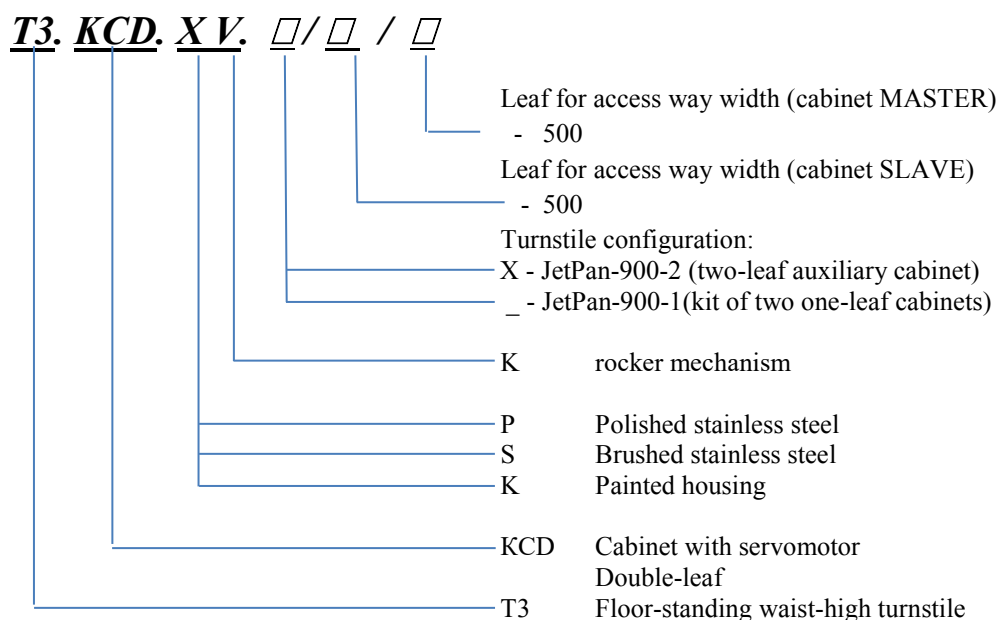 T3. KCD. X V. □/□ / □
Leaf for access way width (cabinet MASTER)
- 500
Leaf for access way width (cabinet SLAVE)
- 500
Turnstile configuration:
X - JetPan-900-2 (two-leaf auxiliary cabinet)
_ - JetPan-900-1(kit of two one-leaf cabinets)
K rocker mechanism
P Polished stainless steel
S Brushed stainless steel
K Painted housing
KCD Cabinet with servomotor
Double-leaf
T3 Floor-standing waist-high turnstile